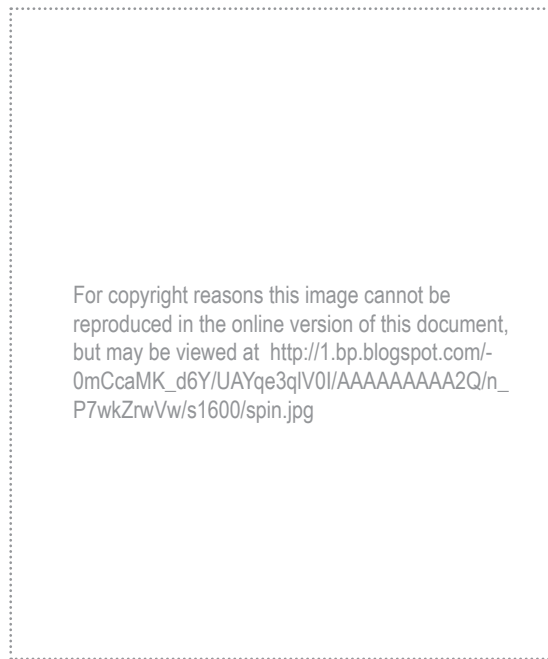 For copyright reasons this image cannot be
reproduced in the online version of this document,
but may be viewed at http://1.bp.blogspot.com/-
0mCcaMK_d6Y/UAYqe3qlV0I/AAAAAAAAA2Q/n_
P7wkZrwVw/s1600/spin.jpg